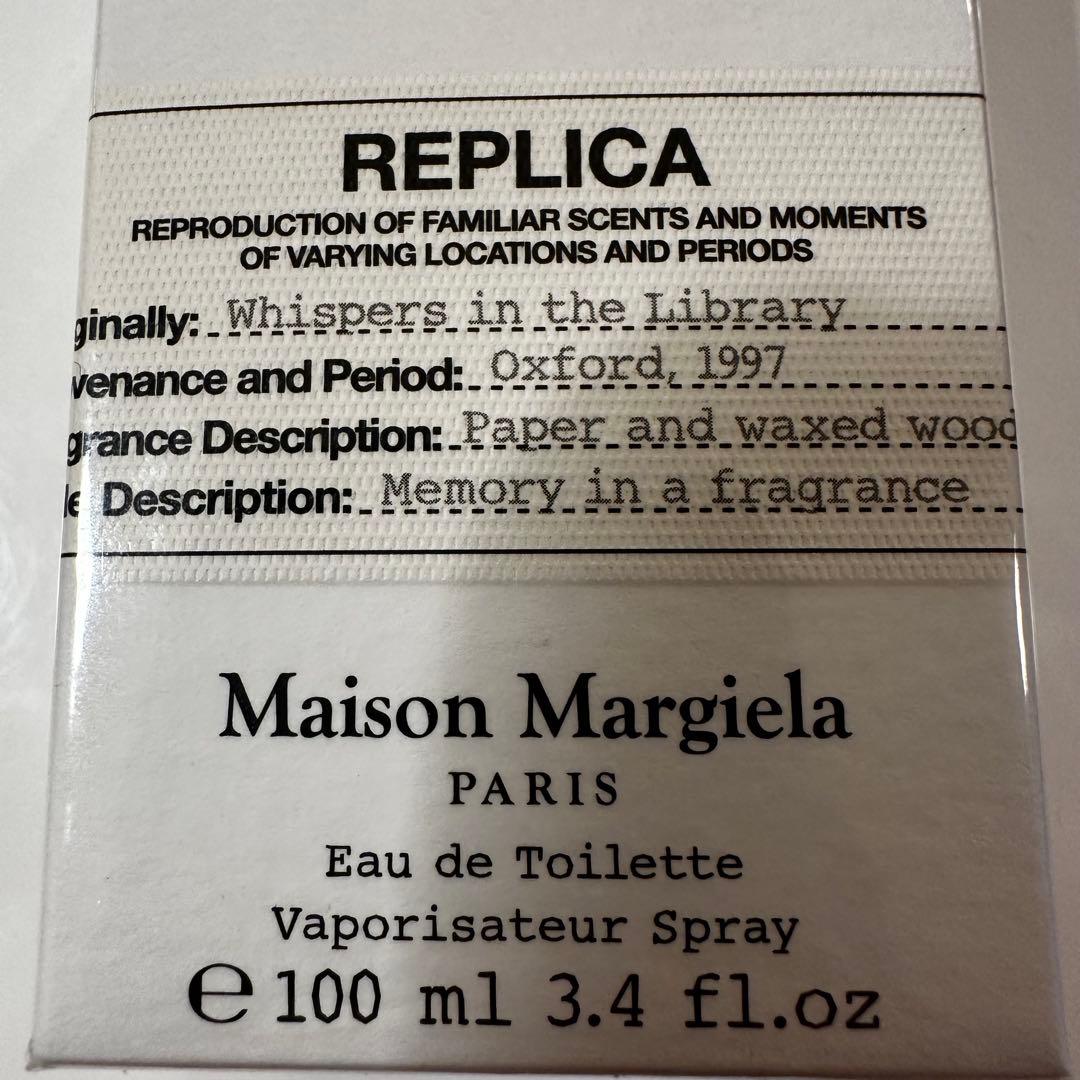 REPLICA
REPRODUCTION OF FAMILIAR SCENTS AND MOMENTS
OF VARYING LOCATIONS AND PERIODS
ginally: Whispers in the Library
venance and Period: Oxford, 1997
grance Description: Paper and waxed wood
le Description: Memory in a fragrance
Maison Margiela
PARIS
Eau de Toilette
Vaporisateur Spray
℮ 100 ml 3.4 fl.oz